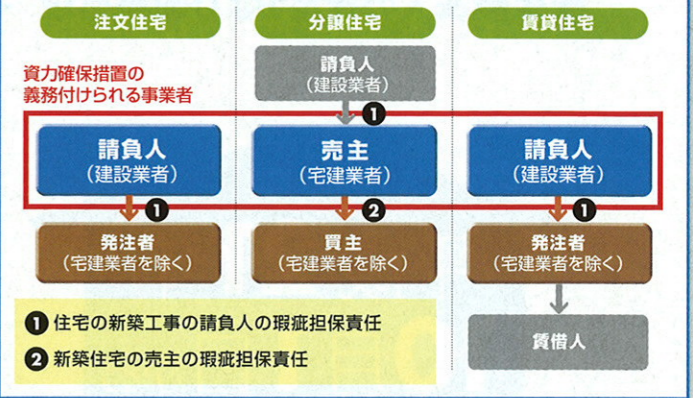 注文住宅
分譲住宅
賃貸住宅
請負人
(建設業者)
資力確保措置の
義務付けられる事業者
❶
請負人
(建設業者)
売主
(宅建業者)
請負人
(建設業者)
❶
❷
❶
発注者
(宅建業者を除く)
買主
(宅建業者を除く)
発注者
(宅建業者を除く)
❶ 住宅の新築工事の請負人の瑕疵担保責任
❷ 新築住宅の売主の瑕疵担保責任
賃借人